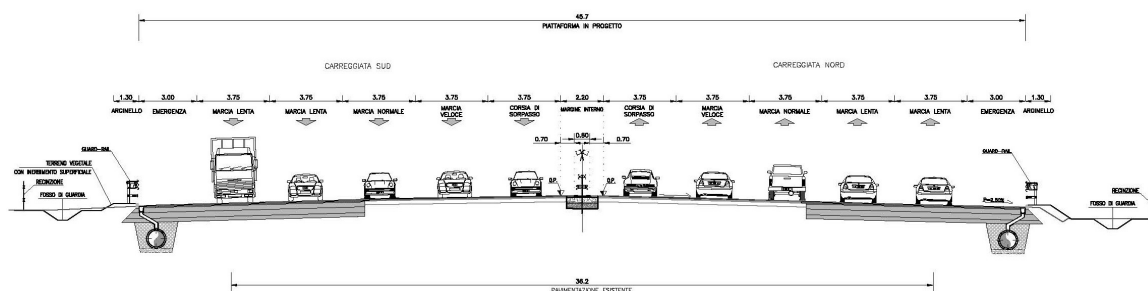 45.7
PIATTAFORMA IN PROGETTO
CARREGGIATA SUD
CARREGGIATA NORD
1.30 3.00 3.75 3.75 3.75 3.75 3.75 2.20 3.75 3.75 3.75 3.75 3.75 3.00 1.30
ARGINELLO EMERGENZA MARCIA LENTA MARCIA LENTA MARCIA NORMALE MARCIA VELOCE CORSIA DI SORPASSO MARGINE INTERNO CORSIA DI SORPASSO MARCIA VELOCE MARCIA NORMALE MARCIA LENTA MARCIA LENTA EMERGENZA ARGINELLO
0.70 0.80 0.70
GUARD-RAIL
TERRENO VEGETALE
CON INERBIMENTO SUPERFICIALE
RECINZIONE
FOSSO DI GUARDIA
GUARD-RAIL
RECINZIONE
FOSSO DI GUARDIA
Q.P. Q.P.
P=2.50%
36.2
PAVIMENTAZIONE ESISTENTE